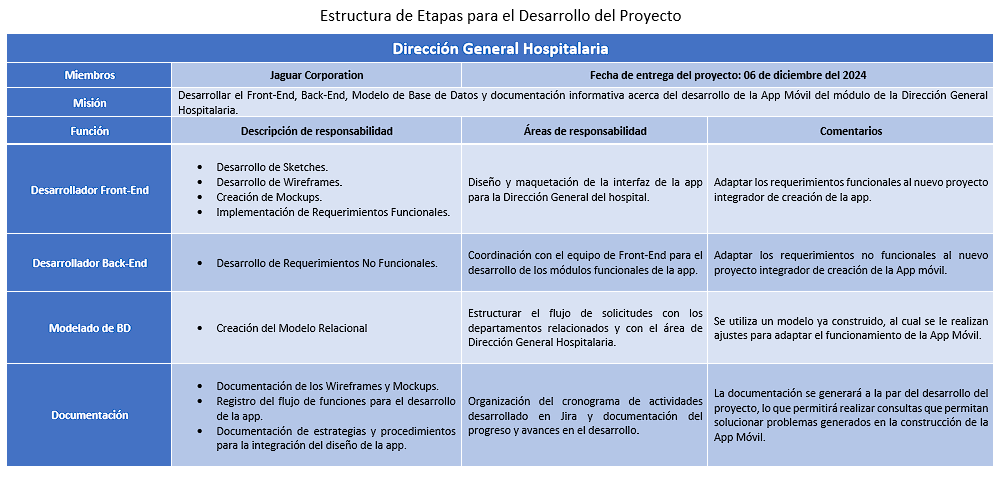 Estructura de Etapas para el Desarrollo del Proyecto
Dirección General Hospitalaria
Miembros
Jaguar Corporation
Fecha de entrega del proyecto: 06 de diciembre del 2024
Misión
Desarrollar el Front-End, Back-End, Modelo de Base de Datos y documentación informativa acerca del desarrollo de la App Móvil del módulo de la Dirección General
Hospitalaria.
Función
Descripción de responsabilidad
Áreas de responsabilidad
Comentarios
Desarrollador Front-End
• Desarrollo de Sketches.
• Desarrollo de Wireframes.
• Creación de Mockups.
• Implementación de Requerimientos Funcionales.
Diseño y maquetación de la interfaz de la app
para la Dirección General del hospital.
Adaptar los requerimientos funcionales al nuevo proyecto
integrador de creación de la app.
Desarrollador Back-End
• Desarrollo de Requerimientos No Funcionales.
Coordinación con el equipo de Front-End para el
desarrollo de los módulos funcionales de la app.
Adaptar los requerimientos no funcionales al nuevo
proyecto integrador de creación de la App móvil.
Modelado de BD
• Creación del Modelo Relacional
Estructurar el flujo de solicitudes con los
departamentos relacionados y con el área de
Dirección General Hospitalaria.
Se utiliza un modelo ya construido, al cual se le realizan
ajustes para adaptar el funcionamiento de la App Móvil.
Documentación
• Documentación de los Wireframes y Mockups.
• Registro del flujo de funciones para el desarrollo
de la app.
• Documentación de estrategias y procedimientos
para la integración del diseño de la app.
Organización del cronograma de actividades
desarrollado en Jira y documentación del
progreso y avances en el desarrollo.
La documentación se generará a la par del desarrollo del
proyecto, lo que permitirá realizar consultas que permitan
solucionar problemas generados en la construcción de la
App Móvil.